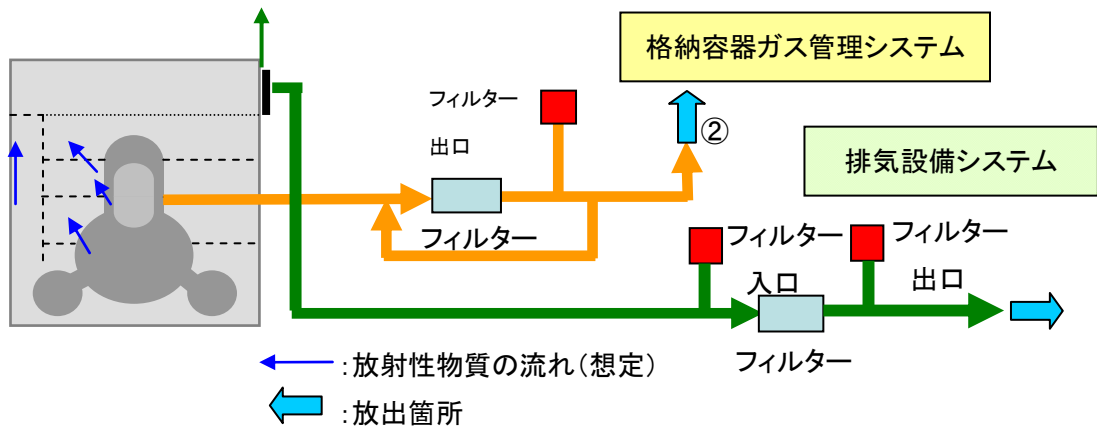 格納容器ガス管理システム
フィルター
出口
②
排気設備システム
フィルター
フィルター
フィルター
入口
出口
フィルター
:放射性物質の流れ(想定)
:放出箇所